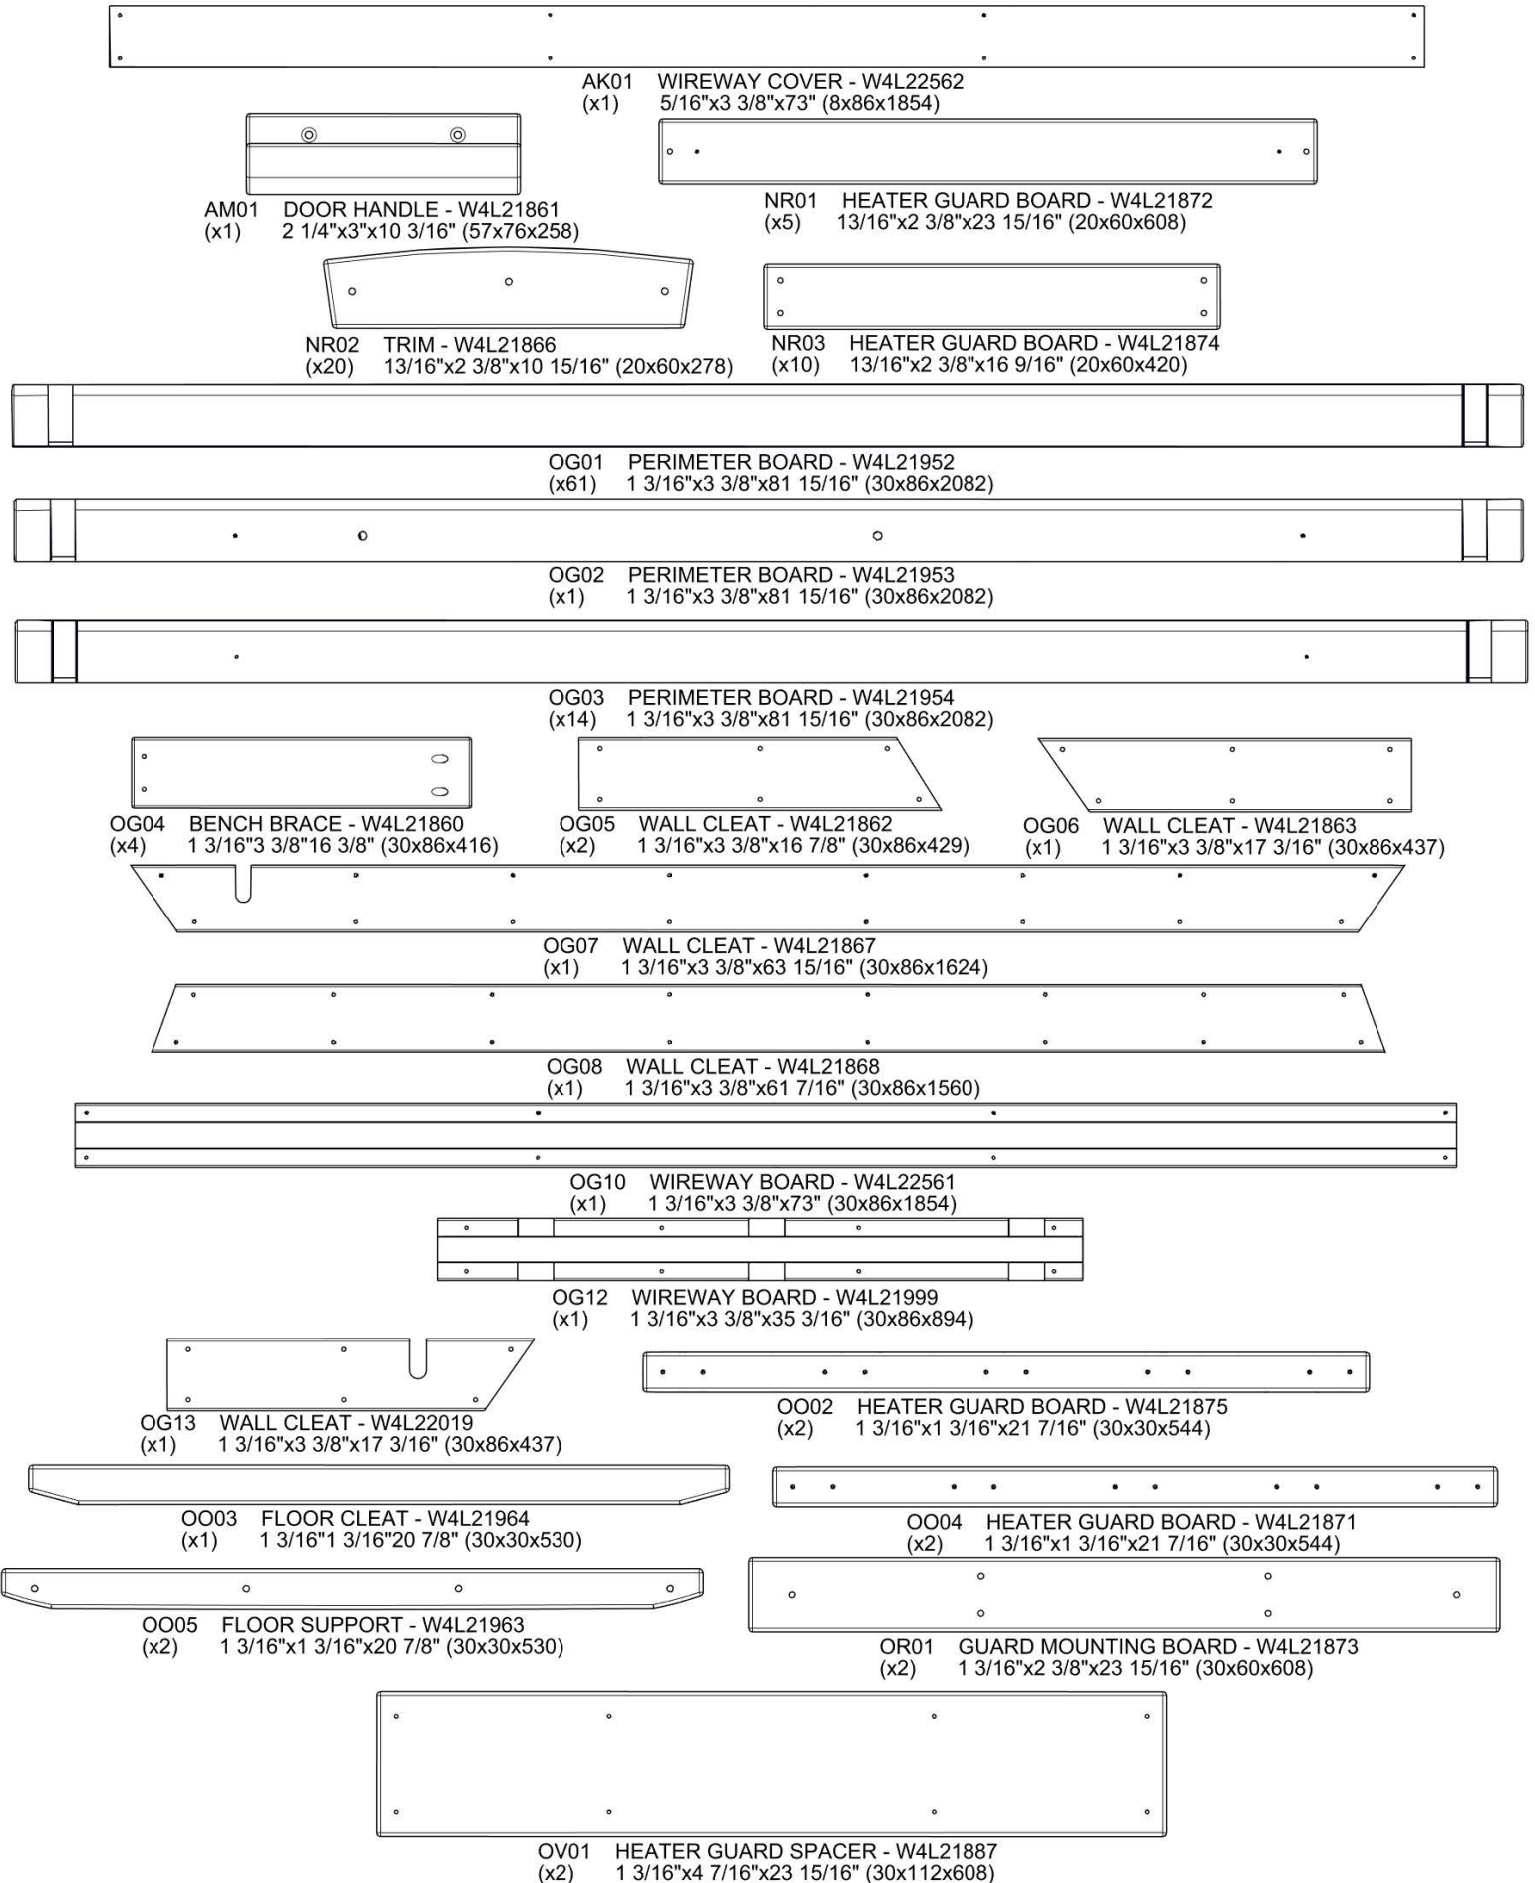 AK01 WIREWAY COVER - W4L22562
(x1) 5/16"x3 3/8"x73" (8x86x1854)
AM01 DOOR HANDLE - W4L21861
(x1) 2 1/4"x3"x10 3/16" (57x76x258)
NR01 HEATER GUARD BOARD - W4L21872
(x5) 13/16"x2 3/8"x23 15/16" (20x60x608)
NR02 TRIM - W4L21866
(x20) 13/16"x2 3/8"x10 15/16" (20x60x278)
NR03 HEATER GUARD BOARD - W4L21874
(x10) 13/16"x2 3/8"x16 9/16" (20x60x420)
OG01 PERIMETER BOARD - W4L21952
(x61) 1 3/16"x3 3/8"x81 15/16" (30x86x2082)
OG02 PERIMETER BOARD - W4L21953
(x1) 1 3/16"x3 3/8"x81 15/16" (30x86x2082)
OG03 PERIMETER BOARD - W4L21954
(x14) 1 3/16"x3 3/8"x81 15/16" (30x86x2082)
OG04 BENCH BRACE - W4L21860
(x4) 1 3/16"3 3/8"16 3/8" (30x86x416)
OG05 WALL CLEAT - W4L21862
(x2) 1 3/16"x3 3/8"x16 7/8" (30x86x429)
OG06 WALL CLEAT - W4L21863
(x1) 1 3/16"x3 3/8"x17 3/16" (30x86x437)
OG07 WALL CLEAT - W4L21867
(x1) 1 3/16"x3 3/8"x63 15/16" (30x86x1624)
OG08 WALL CLEAT - W4L21868
(x1) 1 3/16"x3 3/8"x61 7/16" (30x86x1560)
OG10 WIREWAY BOARD - W4L22561
(x1) 1 3/16"x3 3/8"x73" (30x86x1854)
OG12 WIREWAY BOARD - W4L21999
(x1) 1 3/16"x3 3/8"x35 3/16" (30x86x894)
OG13 WALL CLEAT - W4L22019
(x1) 1 3/16"x3 3/8"x17 3/16" (30x86x437)
OO02 HEATER GUARD BOARD - W4L21875
(x2) 1 3/16"x1 3/16"x21 7/16" (30x30x544)
OO03 FLOOR CLEAT - W4L21964
(x1) 1 3/16"1 3/16"20 7/8" (30x30x530)
OO04 HEATER GUARD BOARD - W4L21871
(x2) 1 3/16"x1 3/16"x21 7/16" (30x30x544)
OO05 FLOOR SUPPORT - W4L21963
(x2) 1 3/16"x1 3/16"x20 7/8" (30x30x530)
OR01 GUARD MOUNTING BOARD - W4L21873
(x2) 1 3/16"x2 3/8"x23 15/16" (30x60x608)
OV01 HEATER GUARD SPACER - W4L21887
(x2) 1 3/16"x4 7/16"x23 15/16" (30x112x608)